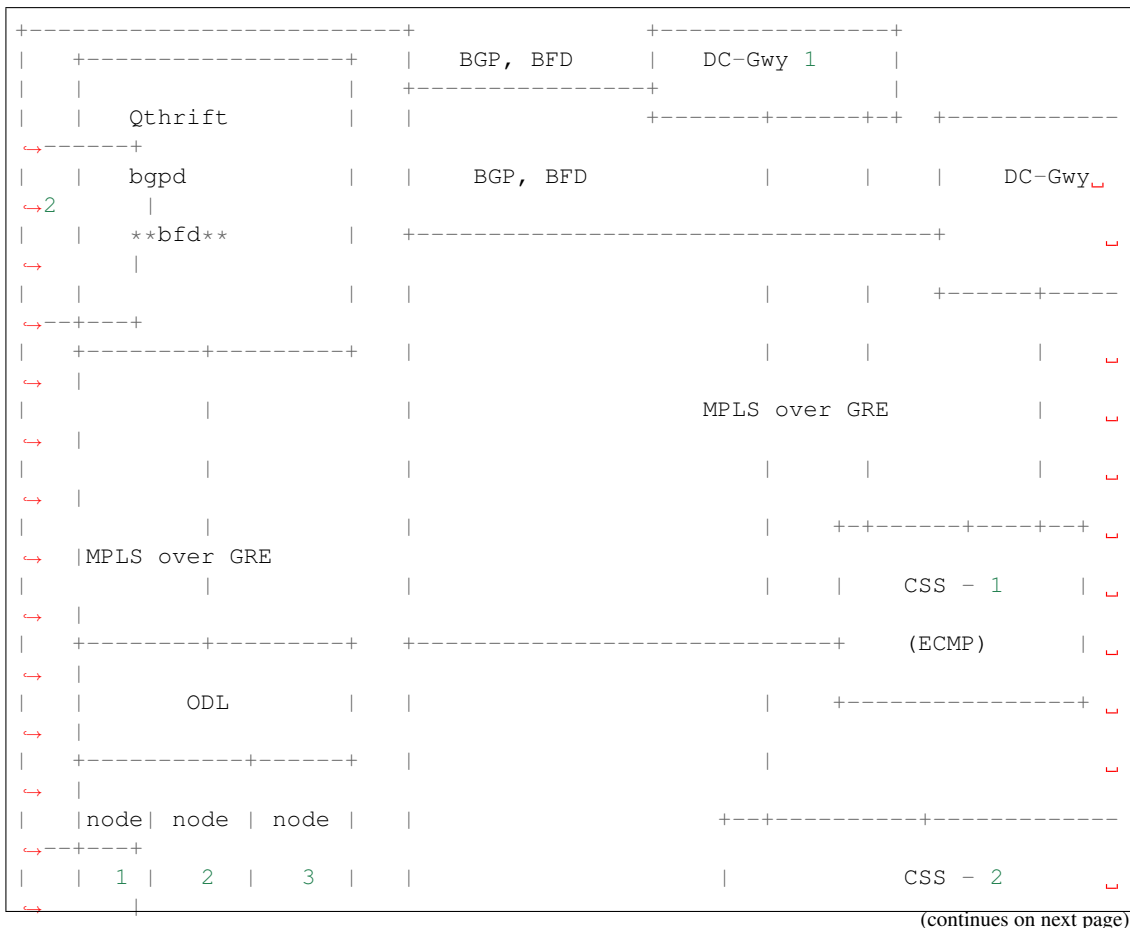 +---------------------------+                +----------------+
|   +-------------------+   |   BGP, BFD     |   DC-Gwy 1     |
|   |                   |   +----------------+                |
|   |   Qthrift         |   |                +-------+------+-+  +------------
↪------+
|   |   bgpd            |   |    BGP, BFD            |      |    |    DC-Gwy␣
↪2       |
|   |   **bfd**         |   +-----------------------------------+            ␣
↪       |
|   |                   |   |                        |      |    +------+-----
↪--+---+
|   +--------+---------+    |                        |      |           |    ␣
↪   |
|            |              |                    MPLS over GRE          |    ␣
↪   |
|            |              |                        |      |           |    ␣
↪   |
|            |              |                        |    +-+------+----+--+ ␣
↪   |MPLS over GRE
|            |              |                        |    |    CSS - 1     | ␣
↪   |
|   +--------+---------+    +-----------------------------+    (ECMP)      | ␣
↪   |
|   |      ODL         |    |                        |    +----------------+ ␣
↪   |
|   +-----------+------+    |                        |                       ␣
↪   |
|   |node| node | node |    |                     +--+----------+-------------
↪--+---+
|   | 1 |   2  |   3   |    |                     |          CSS - 2          ␣
↪      |
(continues on next page)